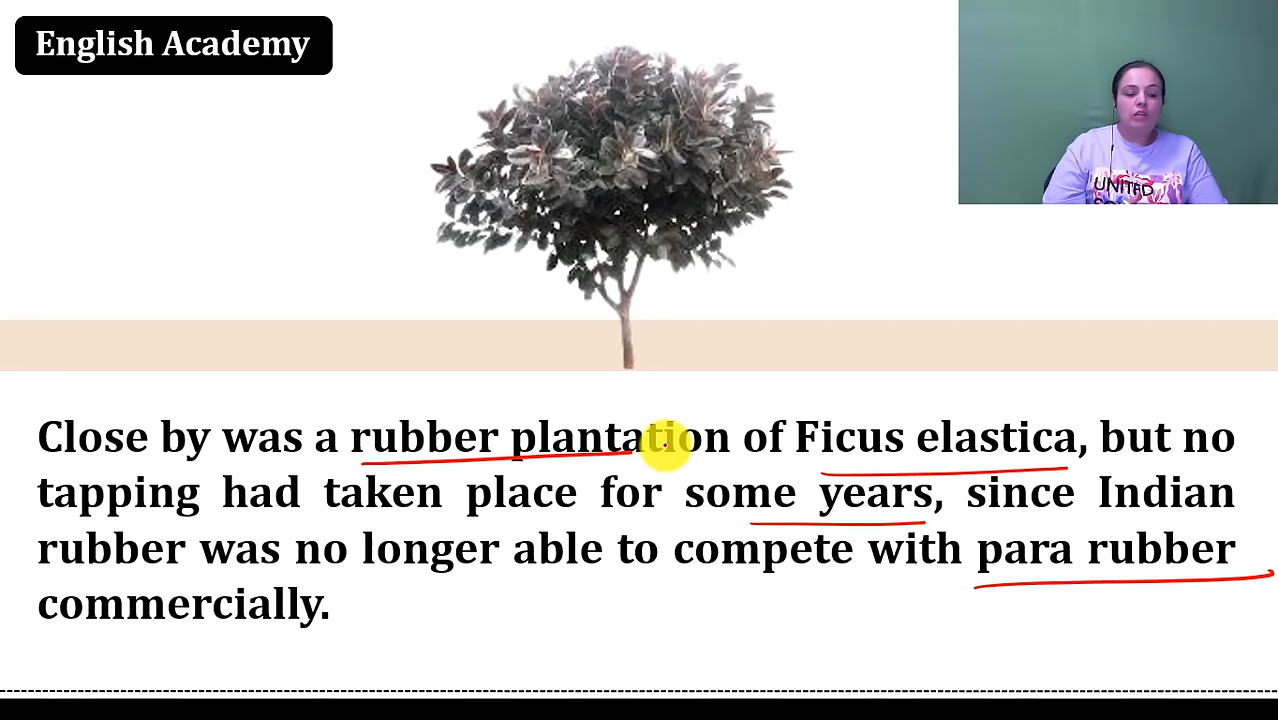 English Academy
UNITED
Close by was a rubber plantation of Ficus elastica, but no
tapping had taken place for some years, since Indian
rubber was no longer able to compete with para rubber
commercially.